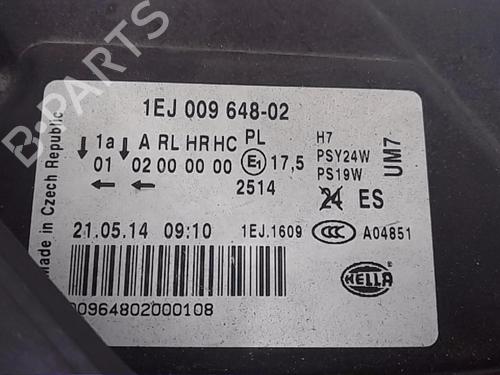 B-PARTS
1EJ 009 648-02
↓1a ↓ A RL HR HC PL
01 02 00 00 00 E1 17,5
← ← 2514
H7
PSY24W
PS19W
24 ES
UM7
21.05.14 09:10 1EJ.1609 CCC A04851
Made in Czech Republic
HELLA
00964802000108